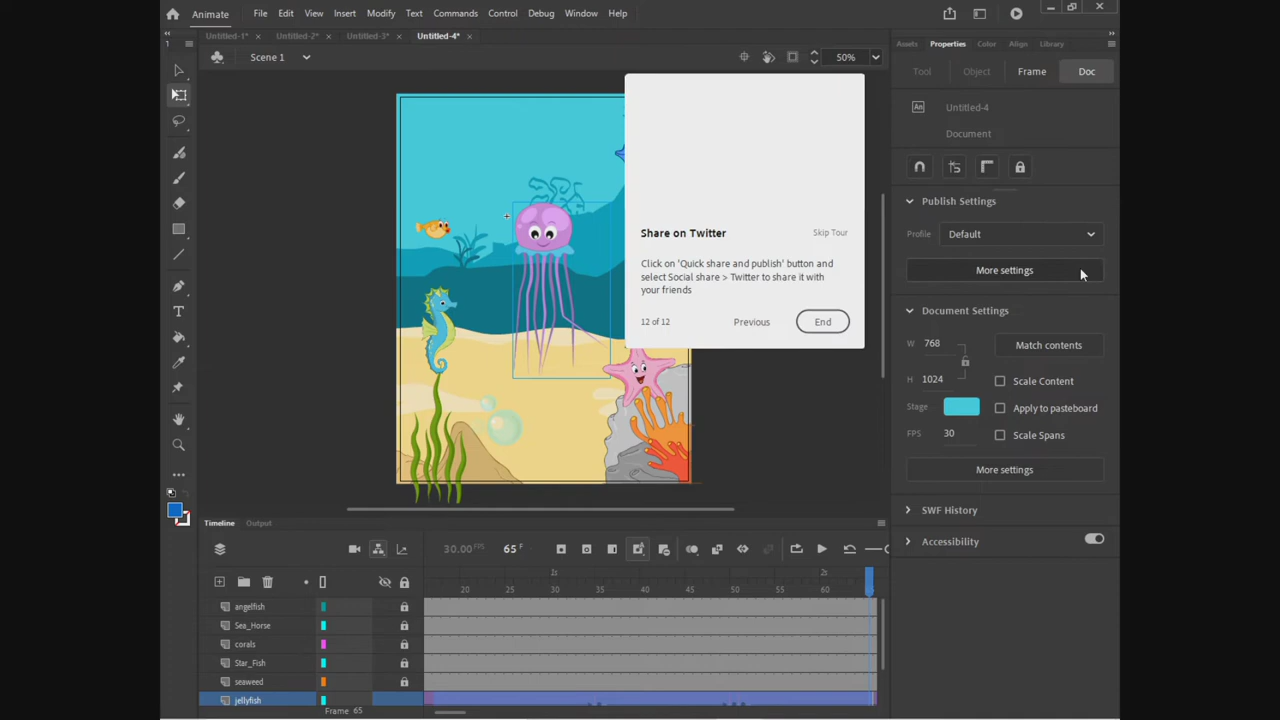 Animate File Edit View Insert Modify Text Commands Control Debug Window Help
Untitled-1* × Untitled-2* × Untitled-3* × Untitled-4* ×
Scene 1 50%
Assets Properties Color Align Library
Tool Object Frame Doc
An Untitled-4
Document
Publish Settings
Profile Default
More settings
Document Settings
W 768 Match contents
H 1024 Scale Content
Stage Apply to pasteboard
FPS 30 Scale Spans
More settings
SWF History
Accessibility
Share on Twitter Skip Tour
Click on 'Quick share and publish' button and
select Social share > Twitter to share it with
your friends
12 of 12 Previous End
Timeline Output
30.00 FPS 65 F
1s 2s
20 25 30 35 40 45 50 55 60
angelfish
Sea_Horse
corals
Star_Fish
seaweed
jellyfish
Frame 65